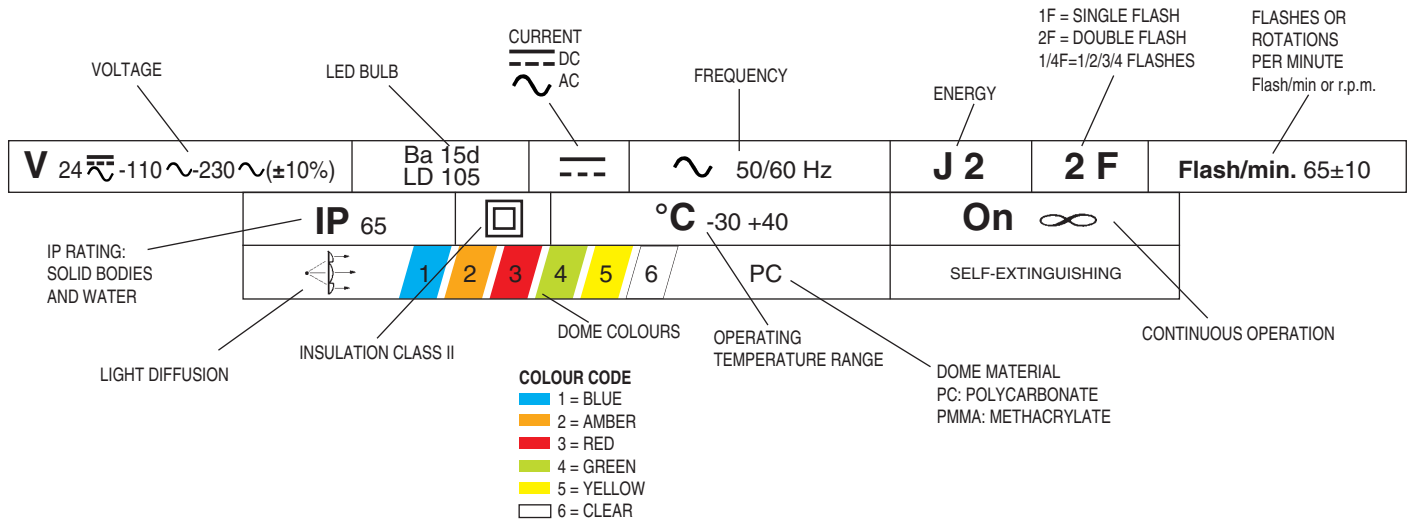 1F = SINGLE FLASH
2F = DOUBLE FLASH
1/4F=1/2/3/4 FLASHES
FLASHES OR
ROTATIONS
PER MINUTE
Flash/min or r.p.m.
CURRENT
DC
AC
VOLTAGE
LED BULB
FREQUENCY
ENERGY
V 24 -110 ~-230 ~(±10%)
Ba 15d
LD 105
~ 50/60 Hz
J 2
2 F
Flash/min. 65±10
IP 65
°C -30 +40
On ∞
1 2 3 4 5 6
PC
SELF-EXTINGUISHING
IP RATING:
SOLID BODIES
AND WATER
LIGHT DIFFUSION
INSULATION CLASS II
DOME COLOURS
OPERATING
TEMPERATURE RANGE
CONTINUOUS OPERATION
DOME MATERIAL
PC: POLYCARBONATE
PMMA: METHACRYLATE
COLOUR CODE
1 = BLUE
2 = AMBER
3 = RED
4 = GREEN
5 = YELLOW
6 = CLEAR